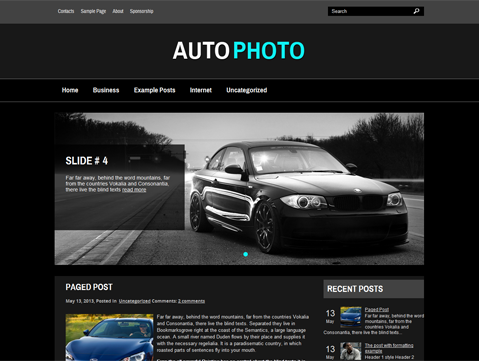 Contacts Sample Page About Sponsorship Search
AUTO PHOTO
Home Business Example Posts Internet Uncategorized
SLIDE # 4
Far far away, behind the word mountains, far
from the countries Vokalia and Consonantia,
there live the blind texts read more
PAGED POST
May 13, 2013, Posted in Uncategorized Comments: 3 comments
Far far away, behind the word mountains, far from the countries Vokalia
and Consonantia, there live the blind texts. Separated they live in
Bookmarksgrove right at the coast of the Semantics, a large language
ocean. A small river named Duden flows by their place and supplies it
with the necessary regelialia. It is a paradisematic country, in which
roasted parts of sentences fly into your mouth.
RECENT POSTS
13
May
Paged Post
Far far away, behind the word
mountains, far from the countries Vokalia and
Consonantia, there live the blind texts...
13
May
The post with formatting
example
Header 1 style Header 2